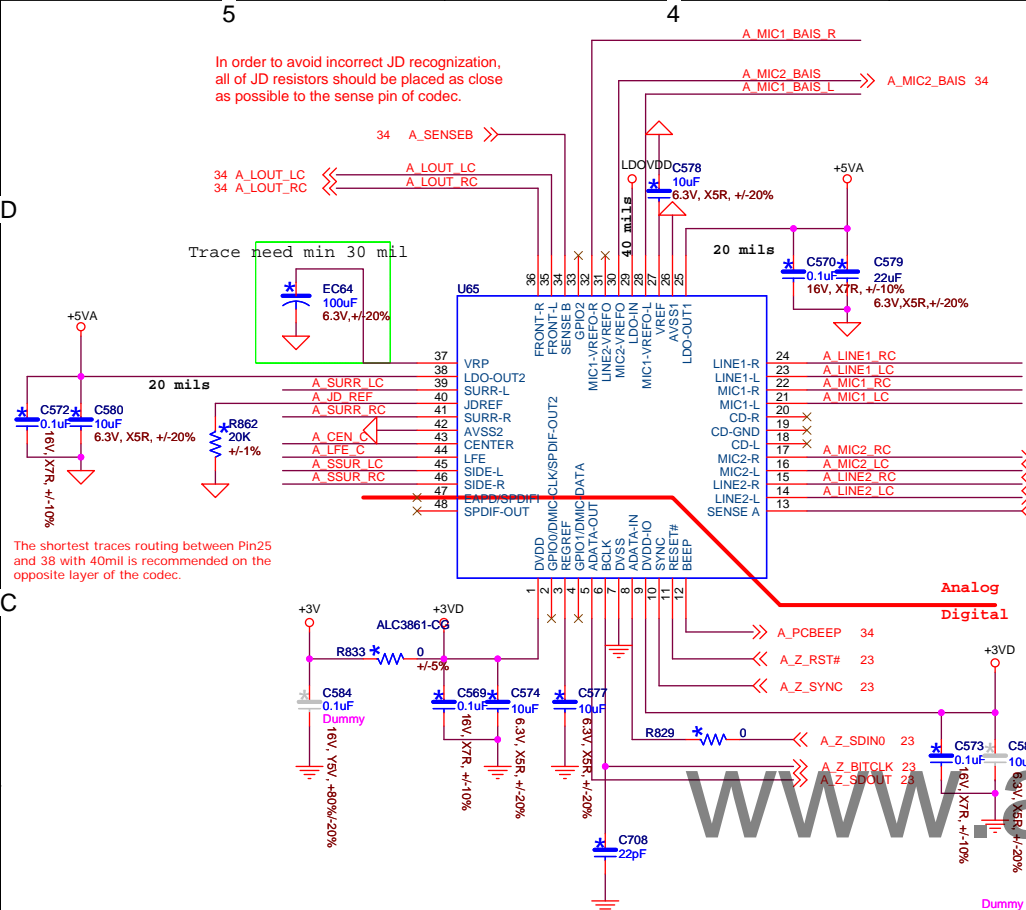 5
4
A_MIC1_BAIS_R
In order to avoid incorrect JD recognization,
all of JD resistors should be placed as close
as possible to the sense pin of codec.
A_MIC2_BAIS
A_MIC2_BAIS 34
A_MIC1_BAIS_L
34 A_SENSEB
34 A_LOUT_LC
A_LOUT_LC
34 A_LOUT_RC
A_LOUT_RC
LDOVDD
C578
10uF
6.3V, X5R, +/-20%
+5VA
D
40 mils
20 mils
Trace need min 30 mil
C570
0.1uF
16V, X7R, +/-10%
C579
22uF
6.3V,X5R,+/-20%
EC64
100uF
6.3V,+/-20%
U65
36 35 34 33 32 31 30 29 28 27 26 25
FRONT-R
FRONT-L
SENSE B
GPIO2
MIC1-VREFO-R
LINE2-VREFO
MIC2-VREFO
LDO-IN
MIC1-VREFO-L
VREF
AVSS1
LDO-OUT1
+5VA
20 mils
C572
0.1uF
16V, X7R, +/-10%
C580
10uF
6.3V, X5R, +/-20%
R862
20K
+/-1%
37 VRP
38 LDO-OUT2
A_SURR_LC 39 SURR-L
A_JD_REF 40 JDREF
A_SURR_RC 41 SURR-R
42 AVSS2
A_CEN_C 43 CENTER
A_LFE_C 44 LFE
A_SSUR_LC 45 SIDE-L
A_SSUR_RC 46 SIDE-R
47 EAPD/SPDIFI
48 SPDIF-OUT
LINE1-R 24 A_LINE1_RC
LINE1-L 23 A_LINE1_LC
MIC1-R 22 A_MIC1_RC
MIC1-L 21 A_MIC1_LC
CD-R 20
CD-GND 19
CD-L 18
MIC2-R 17 A_MIC2_RC
MIC2-L 16 A_MIC2_LC
LINE2-R 15 A_LINE2_RC
LINE2-L 14 A_LINE2_LC
SENSE A 13
DVDD
GPIO0/DMIC-CLK/SPDIF-OUT2
REGREF
GPIO1/DMIC-DATA
ADATA-OUT
BCLK
DVSS
ADATA-IN
DVDD-IO
SYNC
RESET#
BEEP
1 2 3 4 5 6 7 8 9 10 11 12
The shortest traces routing between Pin25
and 38 with 40mil is recommended on the
opposite layer of the codec.
Analog
Digital
C
+3V
+3VD
ALC3861-CG
R833
0
+/-5%
C584
0.1uF
Dummy
16V, Y5V, +80%/-20%
C569
0.1uF
16V, X7R, +/-10%
C574
10uF
6.3V, X5R, +/-20%
C577
10uF
6.3V, X5R, +/-20%
A_PCBEEP 34
A_Z_RST# 23
A_Z_SYNC 23
+3VD
R829
0
A_Z_SDIN0 23
A_Z_BITCLK 23
A_Z_SDOUT 23
C573
0.1uF
16V, X7R, +/-10%
6.3V, X5R, +/-20%
www.
C708
22pF
Dummy